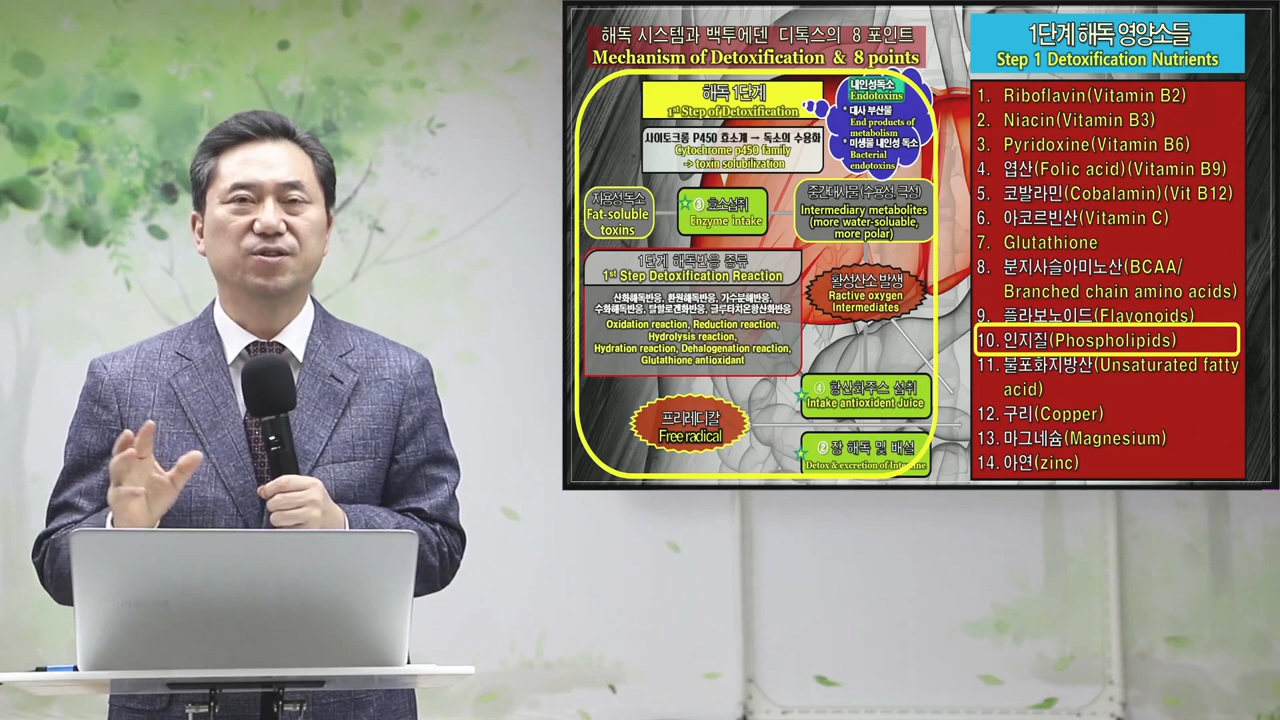 해독 시스템과 백투에덴 디톡스의 8 포인트
Mechanism of Detoxification & 8 points
해독 1단계
1st Step of Detoxification
내인성독소
Endotoxins
* 대사 부산물
End products of
metabolism
* 미생물 내인성 독소
Bacterial
endotoxins
사이토크롬 P450 효소계 → 독소의 수용화
Cytochrome p450 family
-> toxin solubilization
지용성 독소
Fat-soluble
toxins
③ 효소섭취
Enzyme intake
중간대사물 (수용성, 극성)
Intermediary metabolites
(more water-soluable,
more polar)
1단계 해독반응 종류
1st Step Detoxification Reaction
산화해독반응, 환원해독반응, 가수분해반응,
수화해독반응, 탈할로겐화반응, 글루타치온항산화반응
Oxidation reaction, Reduction reaction,
Hydrolysis reaction,
Hydration reaction, Dehalogenation reaction,
Glutathione antioxidant
활성산소 발생
Ractive oxygen
Intermediates
④ 항산화주스 섭취
Intake antioxident Juice
프리래디칼
Free radical
② 장 해독 및 배설
Detox & excretion of Intestine
1단계 해독 영양소들
Step 1 Detoxification Nutrients
1. Riboflavin(Vitamin B2)
2. Niacin(Vitamin B3)
3. Pyridoxine(Vitamin B6)
4. 엽산(Folic acid)(Vitamin B9)
5. 코발라민(Cobalamin)(Vit B12)
6. 아코르빈산(Vitamin C)
7. Glutathione
8. 분지사슬아미노산(BCAA/
Branched chain amino acids)
9. 플라보노이드(Flavonoids)
10. 인지질(Phospholipids)
11. 불포화지방산(Unsaturated fatty
acid)
12. 구리(Copper)
13. 마그네슘(Magnesium)
14. 아연(zinc)